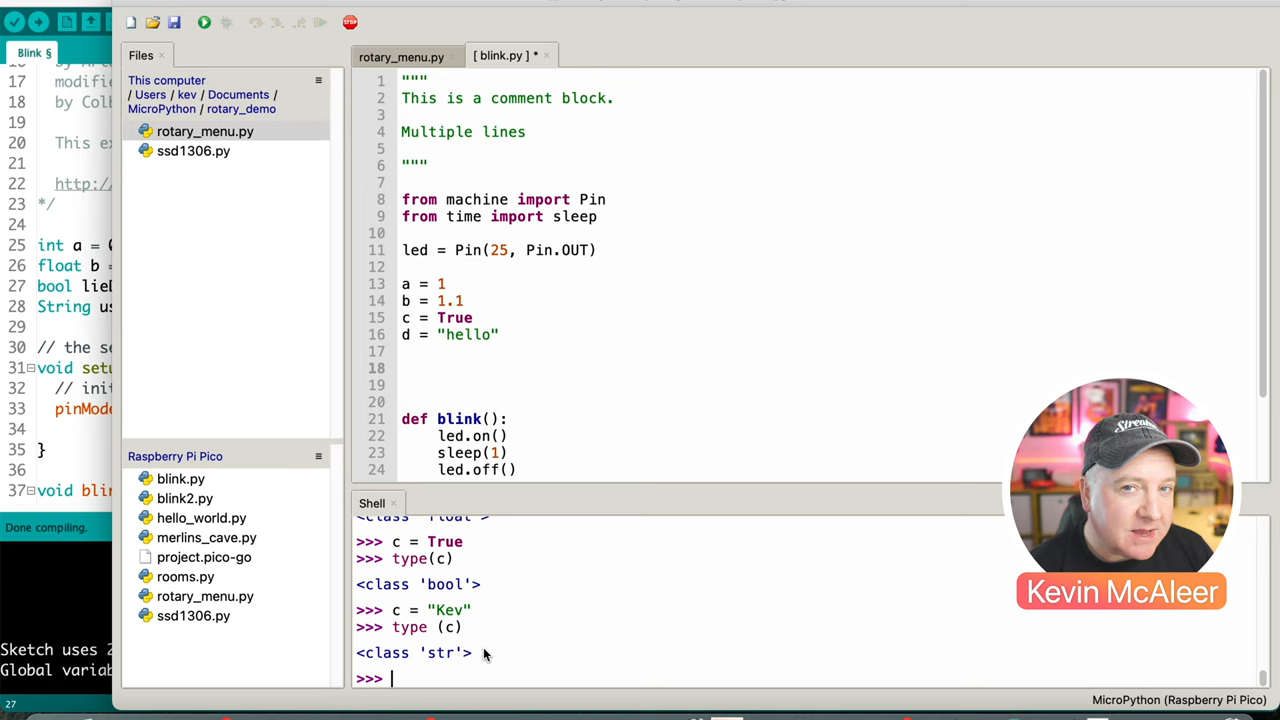 Blink §
16
17 modifie
18 by Colb
19
20 This ex
21
22 http://
23 */
24
25 int a =
26 float b =
27 bool
28 String us
29
30 // the se
31 void setu
32 // init
33 pinMode
34
35 }
36
37 void blin
Done compiling.
Sketch uses 2
Global variab
27
STOP
Files ×
This computer
/ Users / kev / Documents /
MicroPython / rotary_demo
rotary_menu.py
ssd1306.py
Raspberry Pi Pico
blink.py
blink2.py
hello_world.py
merlins_cave.py
project.pico-go
rooms.py
rotary_menu.py
ssd1306.py
rotary_menu.py ×
[ blink.py ] * ×
1 """
2 This is a comment block.
3
4 Multiple lines
5
6 """
7
8 from machine import Pin
9 from time import sleep
10
11 led = Pin(25, Pin.OUT)
12
13 a = 1
14 b = 1.1
15 c = True
16 d = "hello"
17
18
19
20
21 def blink():
22 led.on()
23 sleep(1)
24 led.off()
Shell ×
<class 'float'>
>>> c = True
>>> type(c)
<class 'bool'>
>>> c = "Kev"
>>> type (c)
<class 'str'>
>>>
Kevin McAleer
MicroPython (Raspberry Pi Pico)